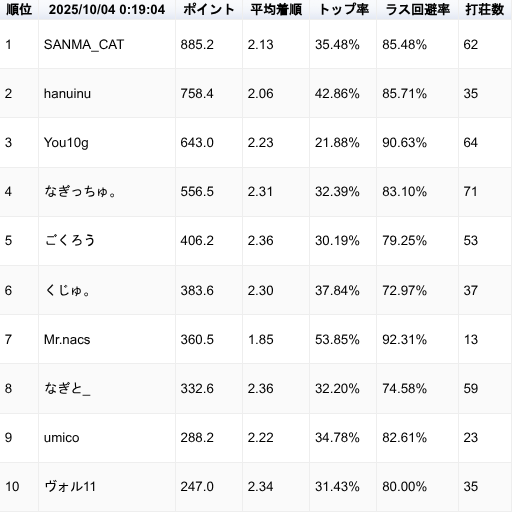 順位 2025/10/04 0:19:04 ポイント 平均着順 トップ率 ラス回避率 打荘数
1 SANMA_CAT 885.2 2.13 35.48% 85.48% 62
2 hanuinu 758.4 2.06 42.86% 85.71% 35
3 You10g 643.0 2.23 21.88% 90.63% 64
4 なぎっちゅ。 556.5 2.31 32.39% 83.10% 71
5 ごくろう 406.2 2.36 30.19% 79.25% 53
6 くじゅ。 383.6 2.30 37.84% 72.97% 37
7 Mr.nacs 360.5 1.85 53.85% 92.31% 13
8 なぎと_ 332.6 2.36 32.20% 74.58% 59
9 umico 288.2 2.22 34.78% 82.61% 23
10 ヴォル11 247.0 2.34 31.43% 80.00% 35